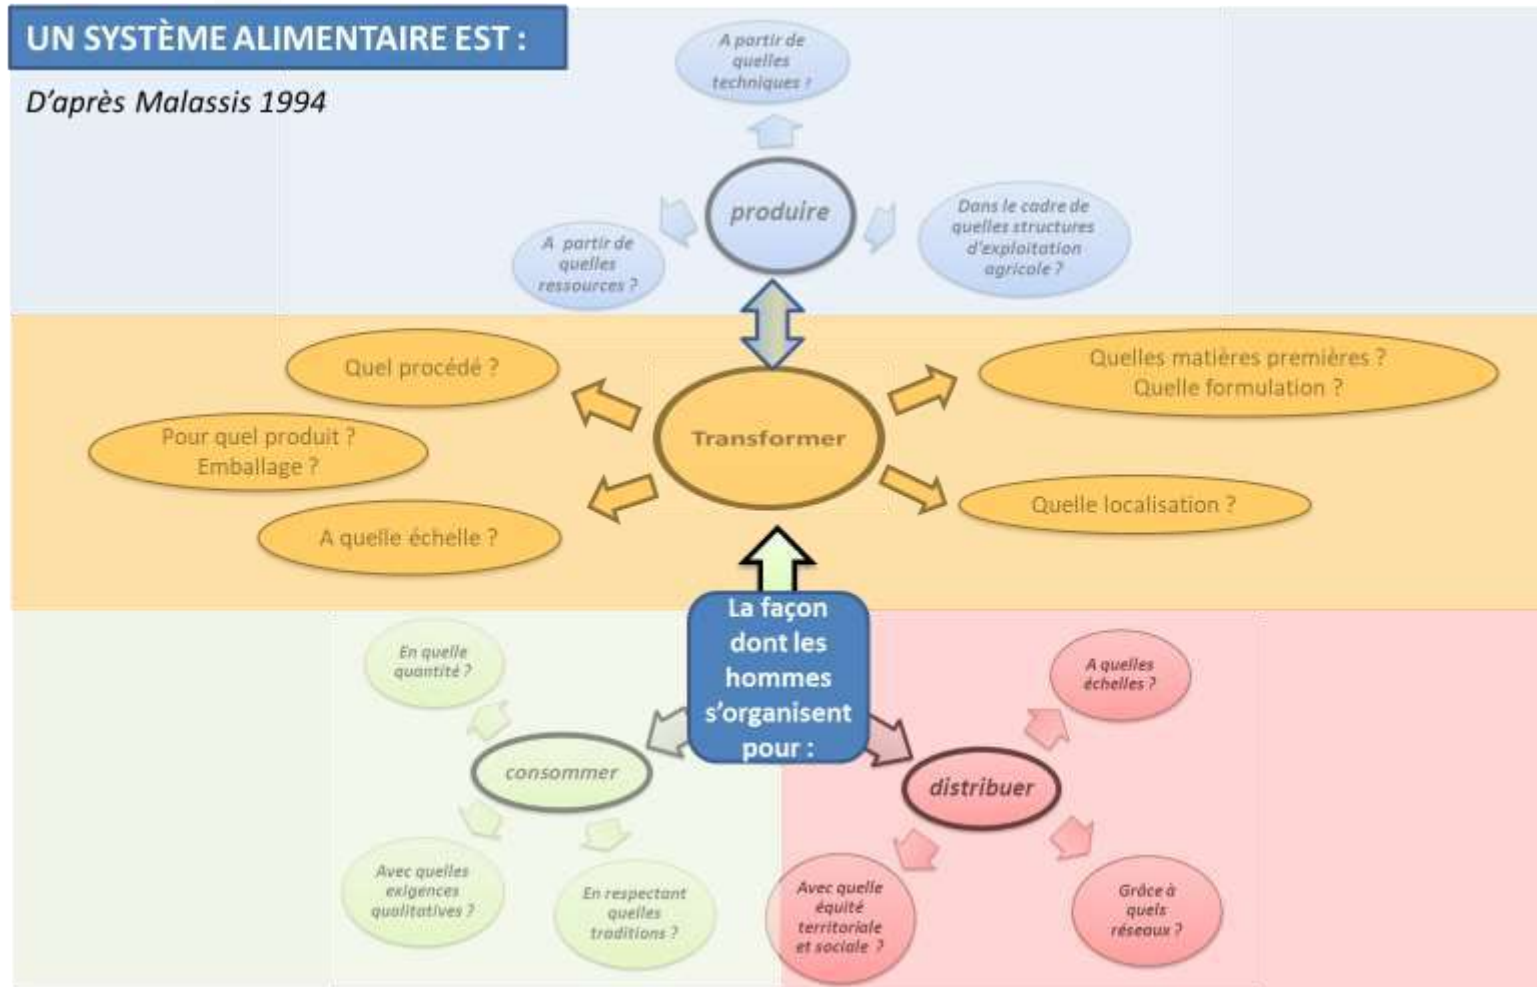 UN SYSTÈME ALIMENTAIRE EST :
D'après Malassis 1994
A partir de
quelles
techniques ?
produire
A partir de
quelles
ressources ?
Dans le cadre de
quelles structures
d'exploitation
agricole ?
Quel procédé ?
Quelles matières premières ?
Quelle formulation ?
Pour quel produit ?
Emballage ?
Transformer
A quelle échelle ?
Quelle localisation ?
La façon
dont les
hommes
s'organisent
pour :
En quelle
quantité ?
A quelles
échelles ?
consommer
distribuer
Avec quelles
exigences
qualitatives ?
En respectant
quelles
traditions ?
Avec quelle
équité
territoriale
et sociale ?
Grâce à
quels
réseaux ?